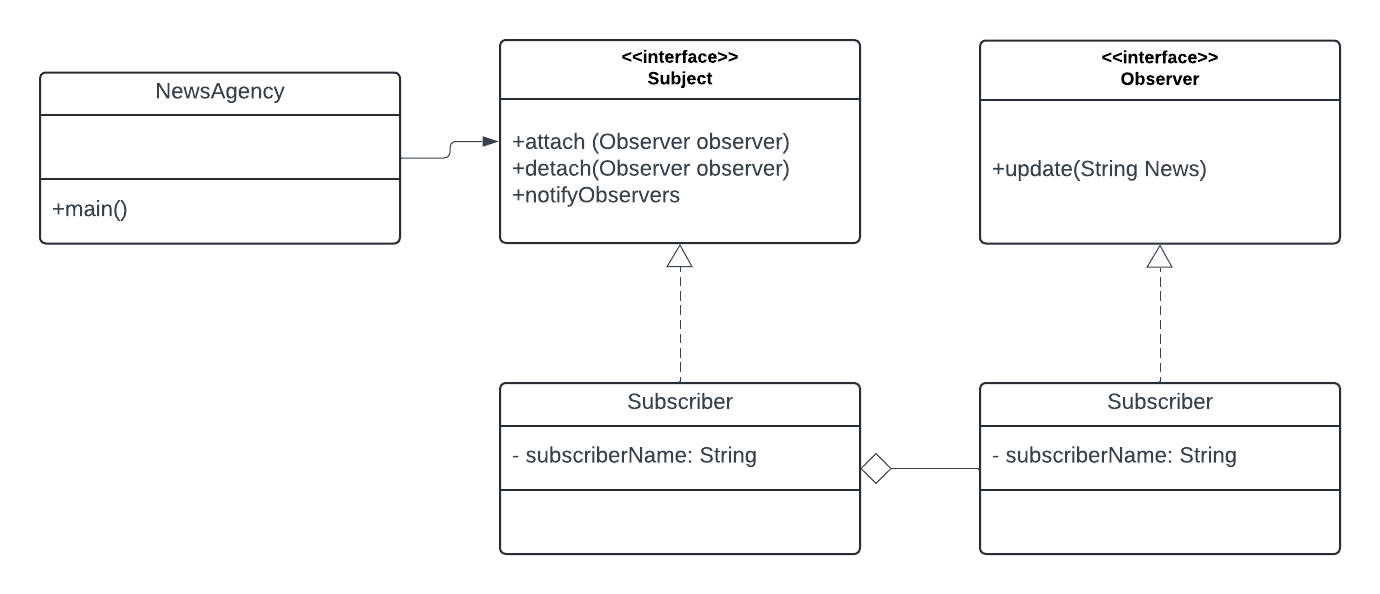 NewsAgency
+main()
<<interface>>
Subject
+attach (Observer observer)
+detach(Observer observer)
+notifyObservers
<<interface>>
Observer
+update(String News)
Subscriber
- subscriberName: String
Subscriber
- subscriberName: String